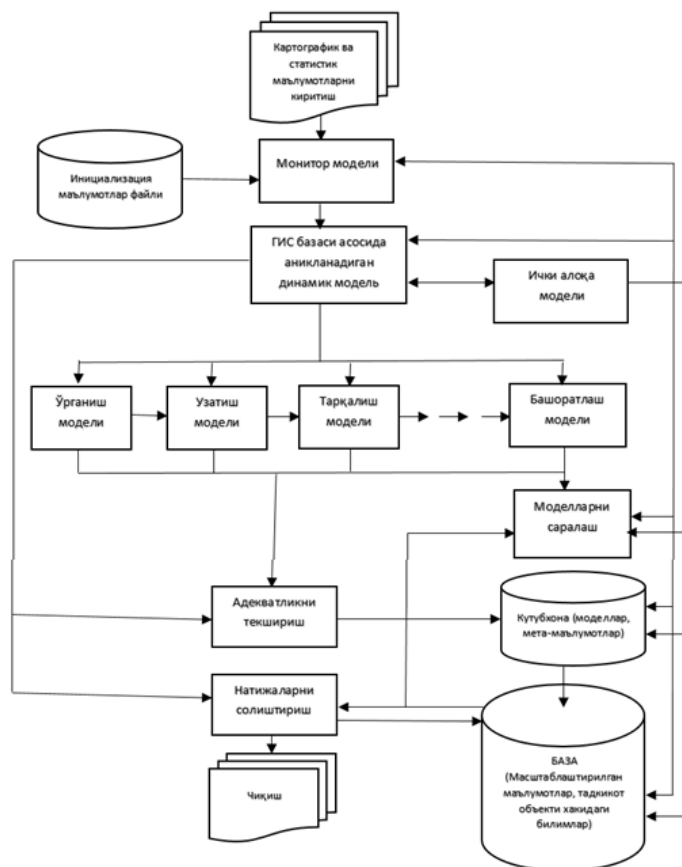 Картографик ва
статистик
маълумотларни
киритиш
Монитор модели
Инициализация
маълумотлар файли
ГИС базаси асосида
аникланадиган
динамик модель
Ички алоқа
модели
Ўрганиш
модели
Узатиш
модели
Тарқалиш
модели
Башоратлаш
модели
Моделларни
саралаш
Адекватликни
текшириш
Кутубхона (моделлар,
мета-маълумотлар)
Натижаларни
солиштириш
Чиқиш
БАЗА
(Масштаблаштирилган
маълумотлар, тадкикот
объекти хакидаги
билимлар)